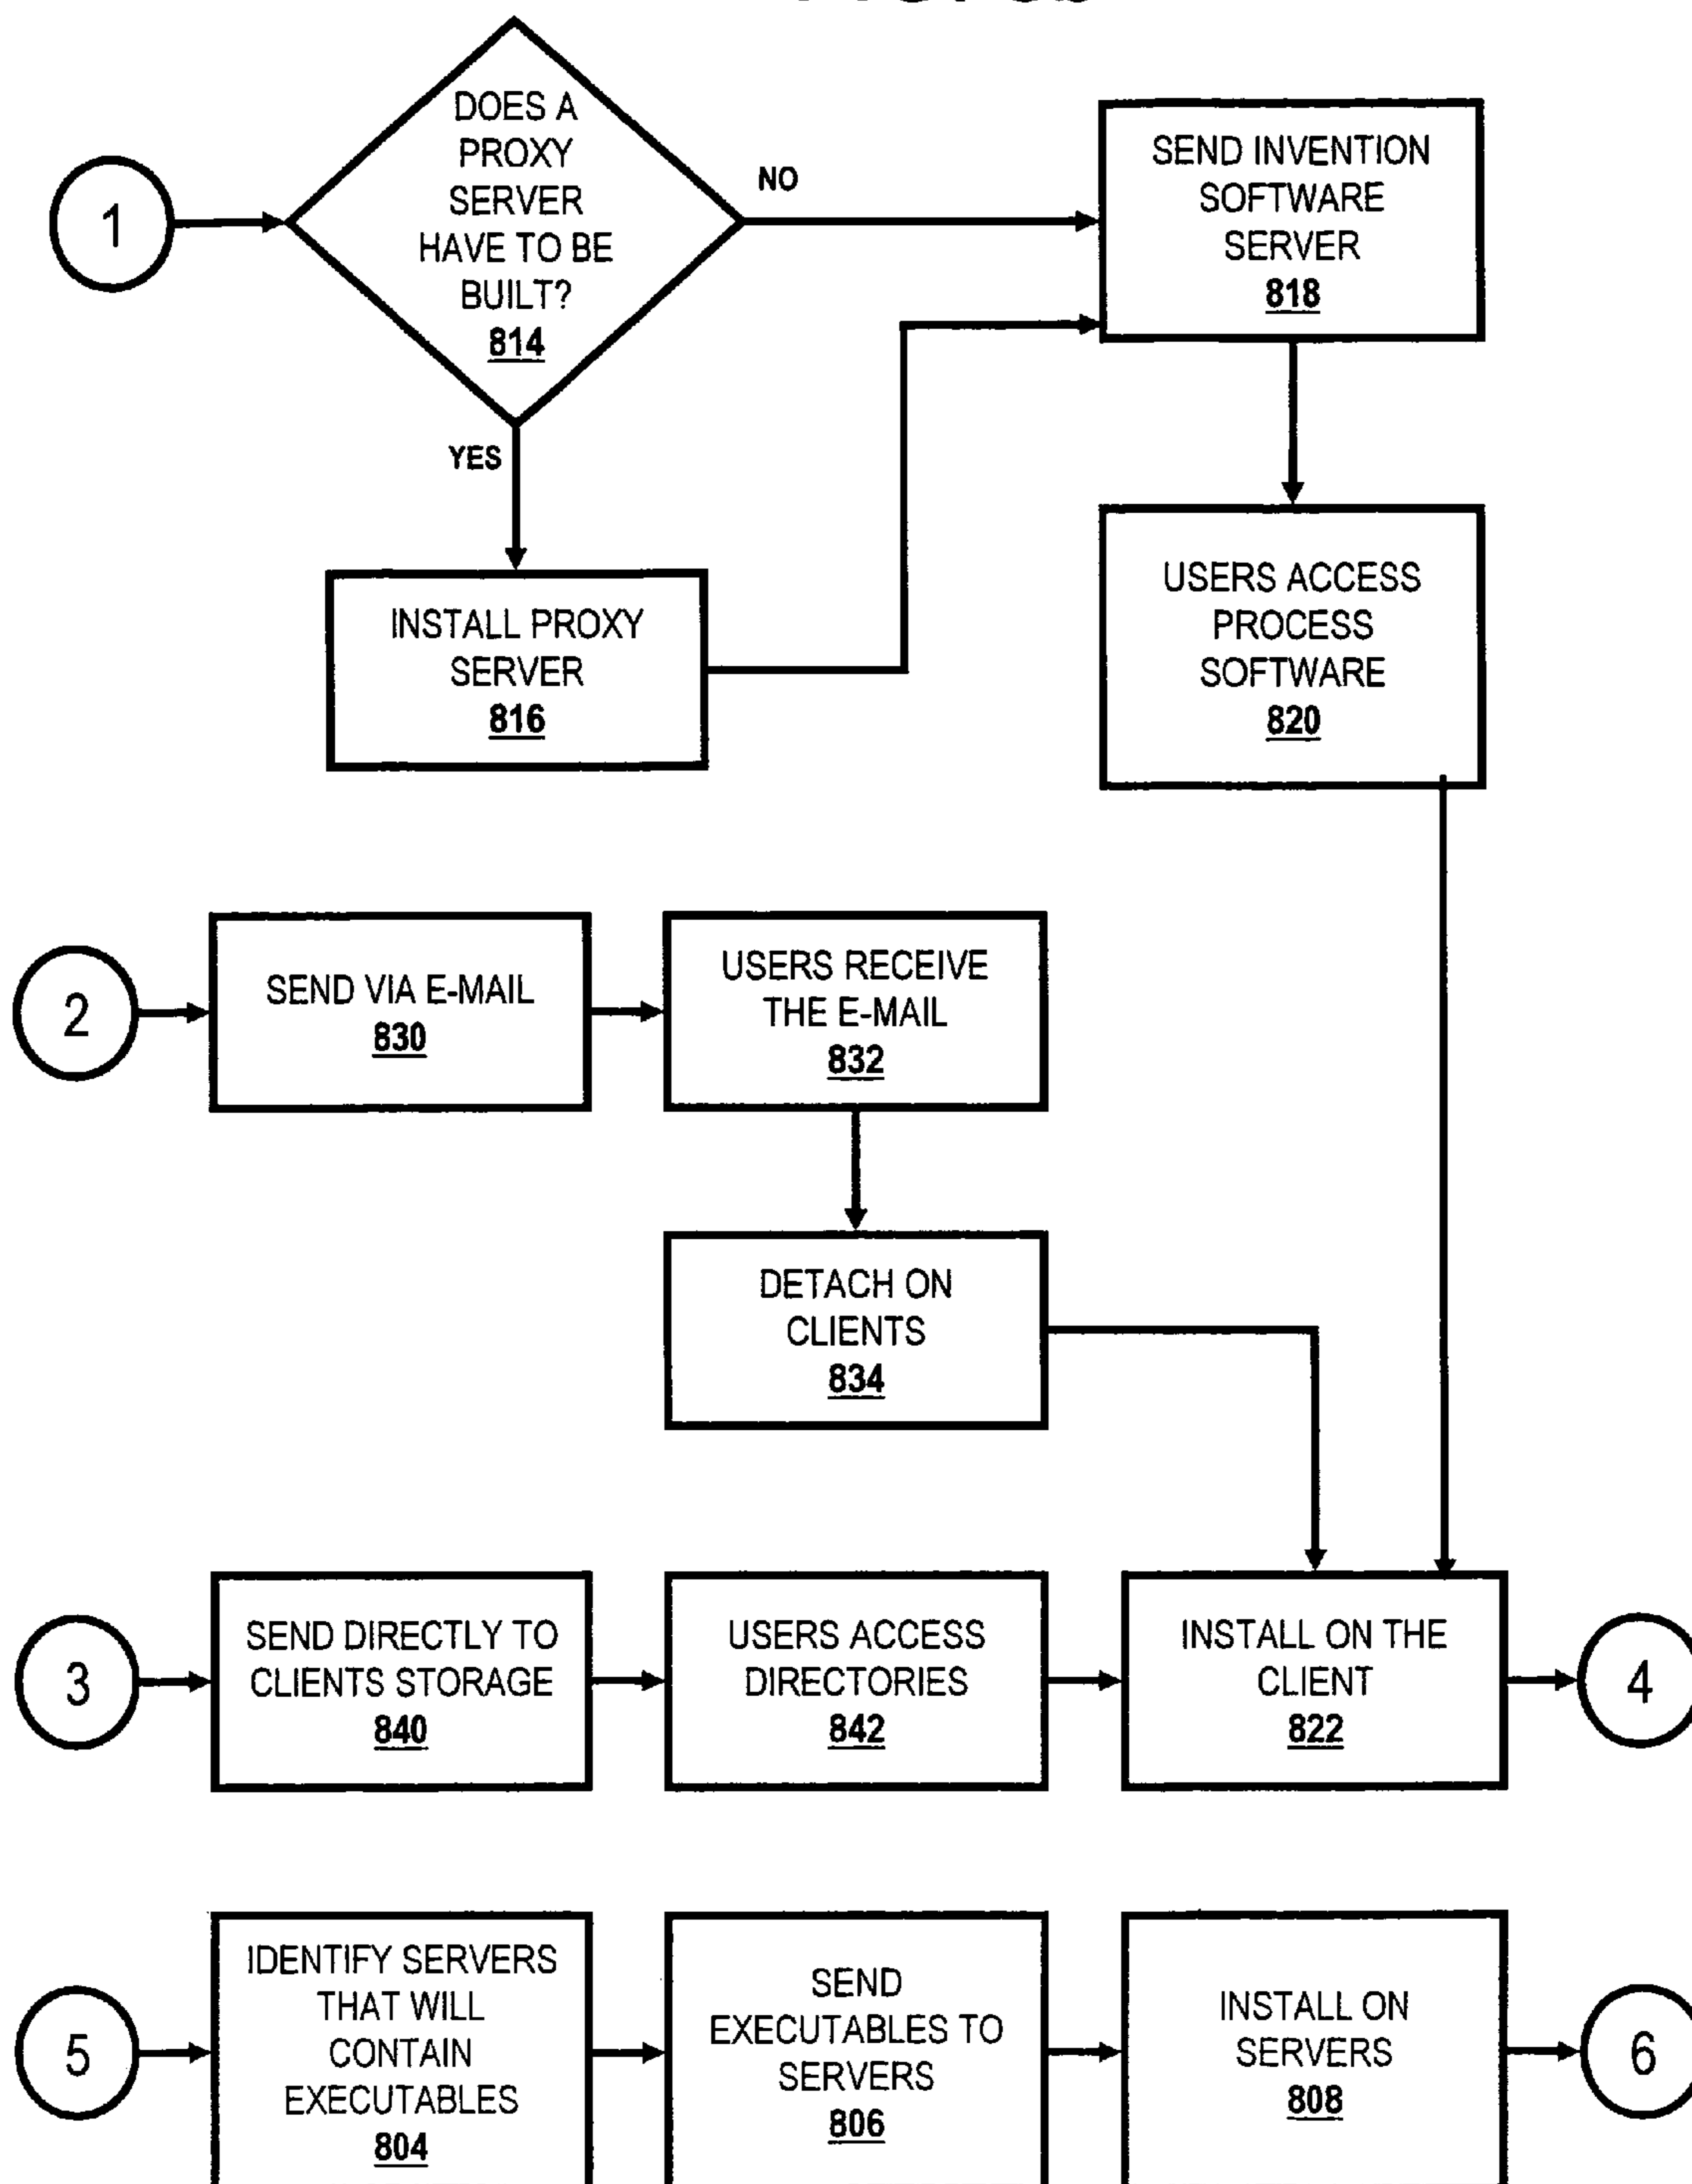 1
DOES A
PROXY
SERVER
HAVE TO BE
BUILT?
814
NO
YES
SEND INVENTION
SOFTWARE
SERVER
818
INSTALL PROXY
SERVER
816
USERS ACCESS
PROCESS
SOFTWARE
820
2
SEND VIA E-MAIL
830
USERS RECEIVE
THE E-MAIL
832
DETACH ON
CLIENTS
834
3
SEND DIRECTLY TO
CLIENTS STORAGE
840
USERS ACCESS
DIRECTORIES
842
INSTALL ON THE
CLIENT
822
4
5
IDENTIFY SERVERS
THAT WILL
CONTAIN
EXECUTABLES
804
SEND
EXECUTABLES TO
SERVERS
806
INSTALL ON
SERVERS
808
6